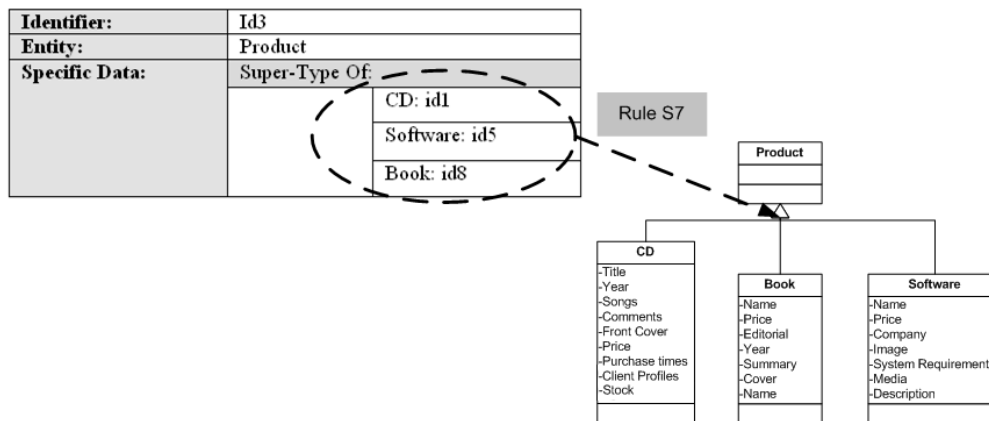 Identifier: Id3
Entity: Product
Specific Data: Super-Type Of:
CD: id1
Software: id5
Book: id8
Rule S7
Product
CD
-Title
-Year
-Songs
-Comments
-Front Cover
-Price
-Purchase times
-Client Profiles
-Stock
Book
-Name
-Price
-Editorial
-Year
-Summary
-Cover
-Name
Software
-Name
-Price
-Company
-Image
-System Requirement
-Media
-Description